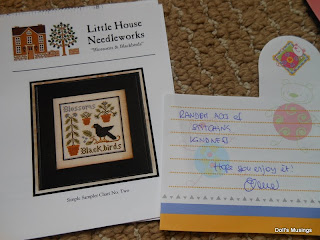 Little House
Needleworks
"Blossoms & Blackbirds"
Blossoms
Blackbirds
Simple Sampler Chart No. Two
RANDOM ACT of
STITCHING
KINDNESS
Hope you enjoy it!
Doll's Musings